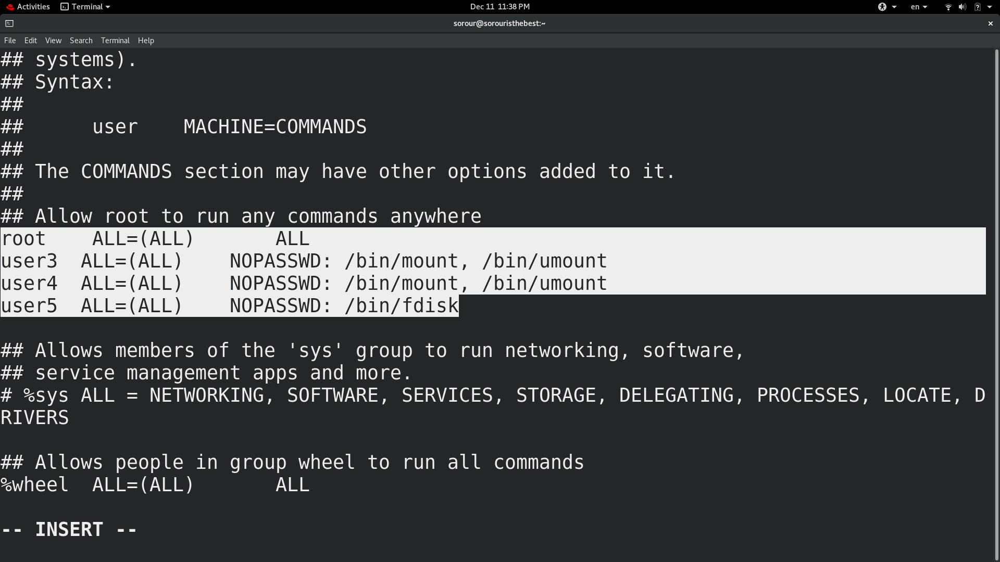 Activities Terminal Dec 11 11:38 PM en
sorour@sorouristhebest:~
File Edit View Search Terminal Help
## systems).
## Syntax:
##
##      user    MACHINE=COMMANDS
##
## The COMMANDS section may have other options added to it.
##
## Allow root to run any commands anywhere
root    ALL=(ALL)       ALL
user3  ALL=(ALL)    NOPASSWD: /bin/mount, /bin/umount
user4  ALL=(ALL)    NOPASSWD: /bin/mount, /bin/umount
user5  ALL=(ALL)    NOPASSWD: /bin/fdisk
## Allows members of the 'sys' group to run networking, software,
## service management apps and more.
# %sys ALL = NETWORKING, SOFTWARE, SERVICES, STORAGE, DELEGATING, PROCESSES, LOCATE, D
RIVERS
## Allows people in group wheel to run all commands
%wheel  ALL=(ALL)       ALL
-- INSERT --